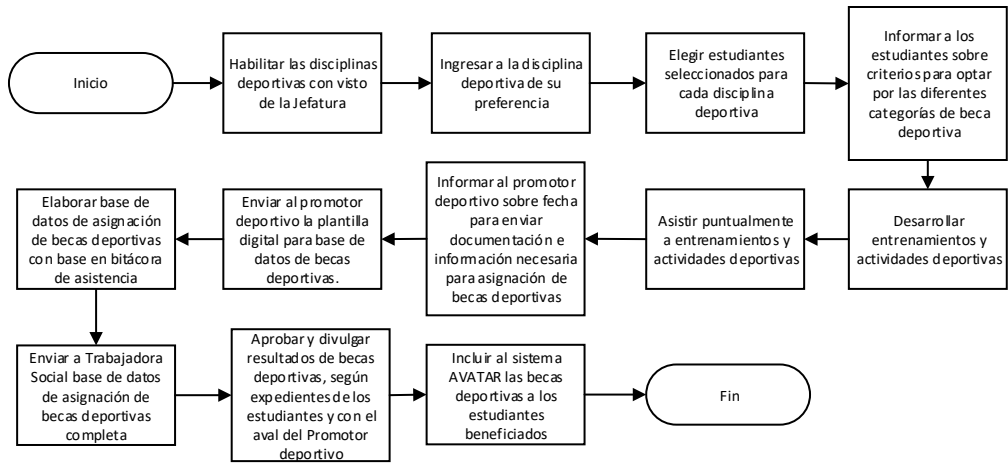 Inicio
Habilitar las disciplinas
deportivas con visto
de la Jefatura
Ingresar a la disciplina
deportiva de su
preferencia
Elegir estudiantes
seleccionados para
cada disciplina
deportiva
Informar a los
estudiantes sobre
criterios para optar
por las diferentes
categorías de beca
deportiva
Desarrollar
entrenamientos y
actividades deportivas
Asistir puntualmente
a entrenamientos y
actividades deportivas
Informar al promotor
deportivo sobre fecha
para enviar
documentación e
información necesaria
para asignación de
becas deportivas
Enviar al promotor
deportivo la plantilla
digital para base de
datos de becas
deportivas.
Elaborar base de
datos de asignación
de becas deportivas
con base en bitácora
de asistencia
Enviar a Trabajadora
Social base de datos
de asignación de
becas deportivas
completa
Aprobar y divulgar
resultados de becas
deportivas, según
expedientes de los
estudiantes y con el
aval del Promotor
deportivo
Incluir al sistema
AVATAR las becas
deportivas a los
estudiantes
beneficiados
Fin